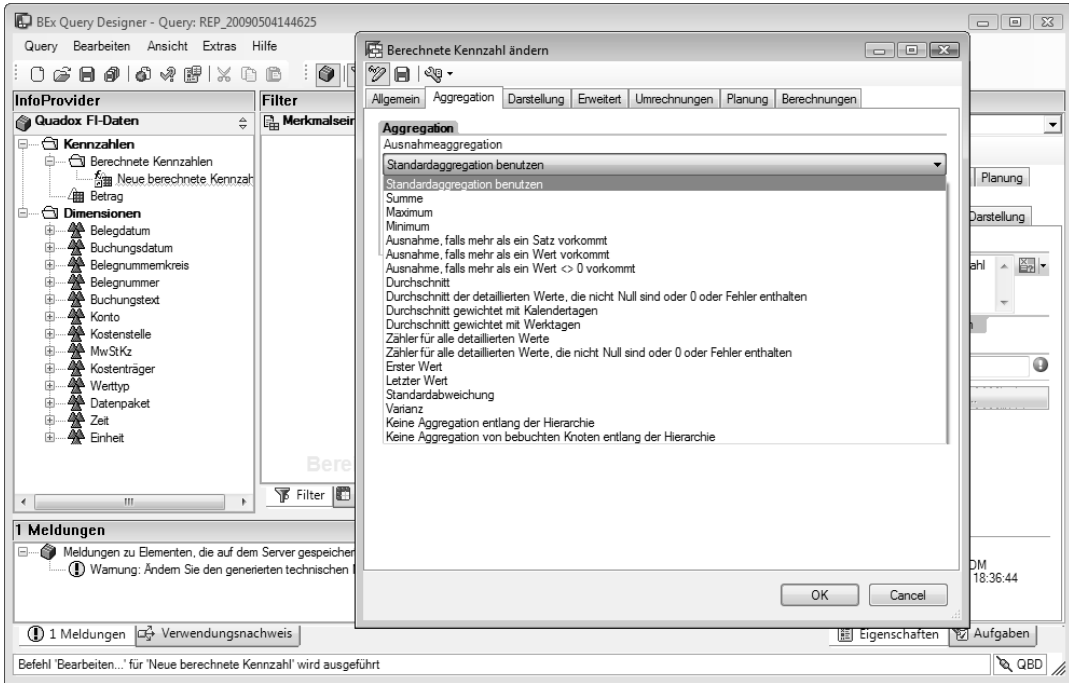 BEx Query Designer - Query: REP_20090504144625
Query Bearbeiten Ansicht Extras Hilfe
InfoProvider
Quadox FI-Daten
Kennzahlen
Berechnete Kennzahlen
Neue berechnete Kennzah
Betrag
Dimensionen
Belegdatum
Buchungsdatum
Belegnummernkreis
Belegnummer
Buchungstext
Konto
Kostenstelle
MwStKz
Kostenträger
Werttyp
Datenpaket
Zeit
Einheit
Filter
Merkmalseir
Bere
Filter
Berechnete Kennzahl ändern
Allgemein Aggregation Darstellung Erweitert Umrechnungen Planung Berechnungen
Aggregation
Ausnahmeaggregation
Standardaggregation benutzen
Standardaggregation benutzen
Summe
Maximum
Minimum
Ausnahme, falls mehr als ein Satz vorkommt
Ausnahme, falls mehr als ein Wert vorkommt
Ausnahme, falls mehr als ein Wert <> 0 vorkommt
Durchschnitt
Durchschnitt der detaillierten Werte, die nicht Null sind oder 0 oder Fehler enthalten
Durchschnitt gewichtet mit Kalendertagen
Durchschnitt gewichtet mit Werktagen
Zähler für alle detaillierten Werte
Zähler für alle detaillierten Werte, die nicht Null sind oder 0 oder Fehler enthalten
Erster Wert
Letzter Wert
Standardabweichung
Varianz
Keine Aggregation entlang der Hierarchie
Keine Aggregation von bebuchten Knoten entlang der Hierarchie
OK Cancel
Planung
Darstellung
ahl
DM
18:36:44
1 Meldungen
Meldungen zu Elementen, die auf dem Server gespeicher
Warnung: Ändern Sie den generierten technischen
1 Meldungen Verwendungsnachweis
Eigenschaften Aufgaben
Befehl 'Bearbeiten...' für 'Neue berechnete Kennzahl' wird ausgeführt
QBD